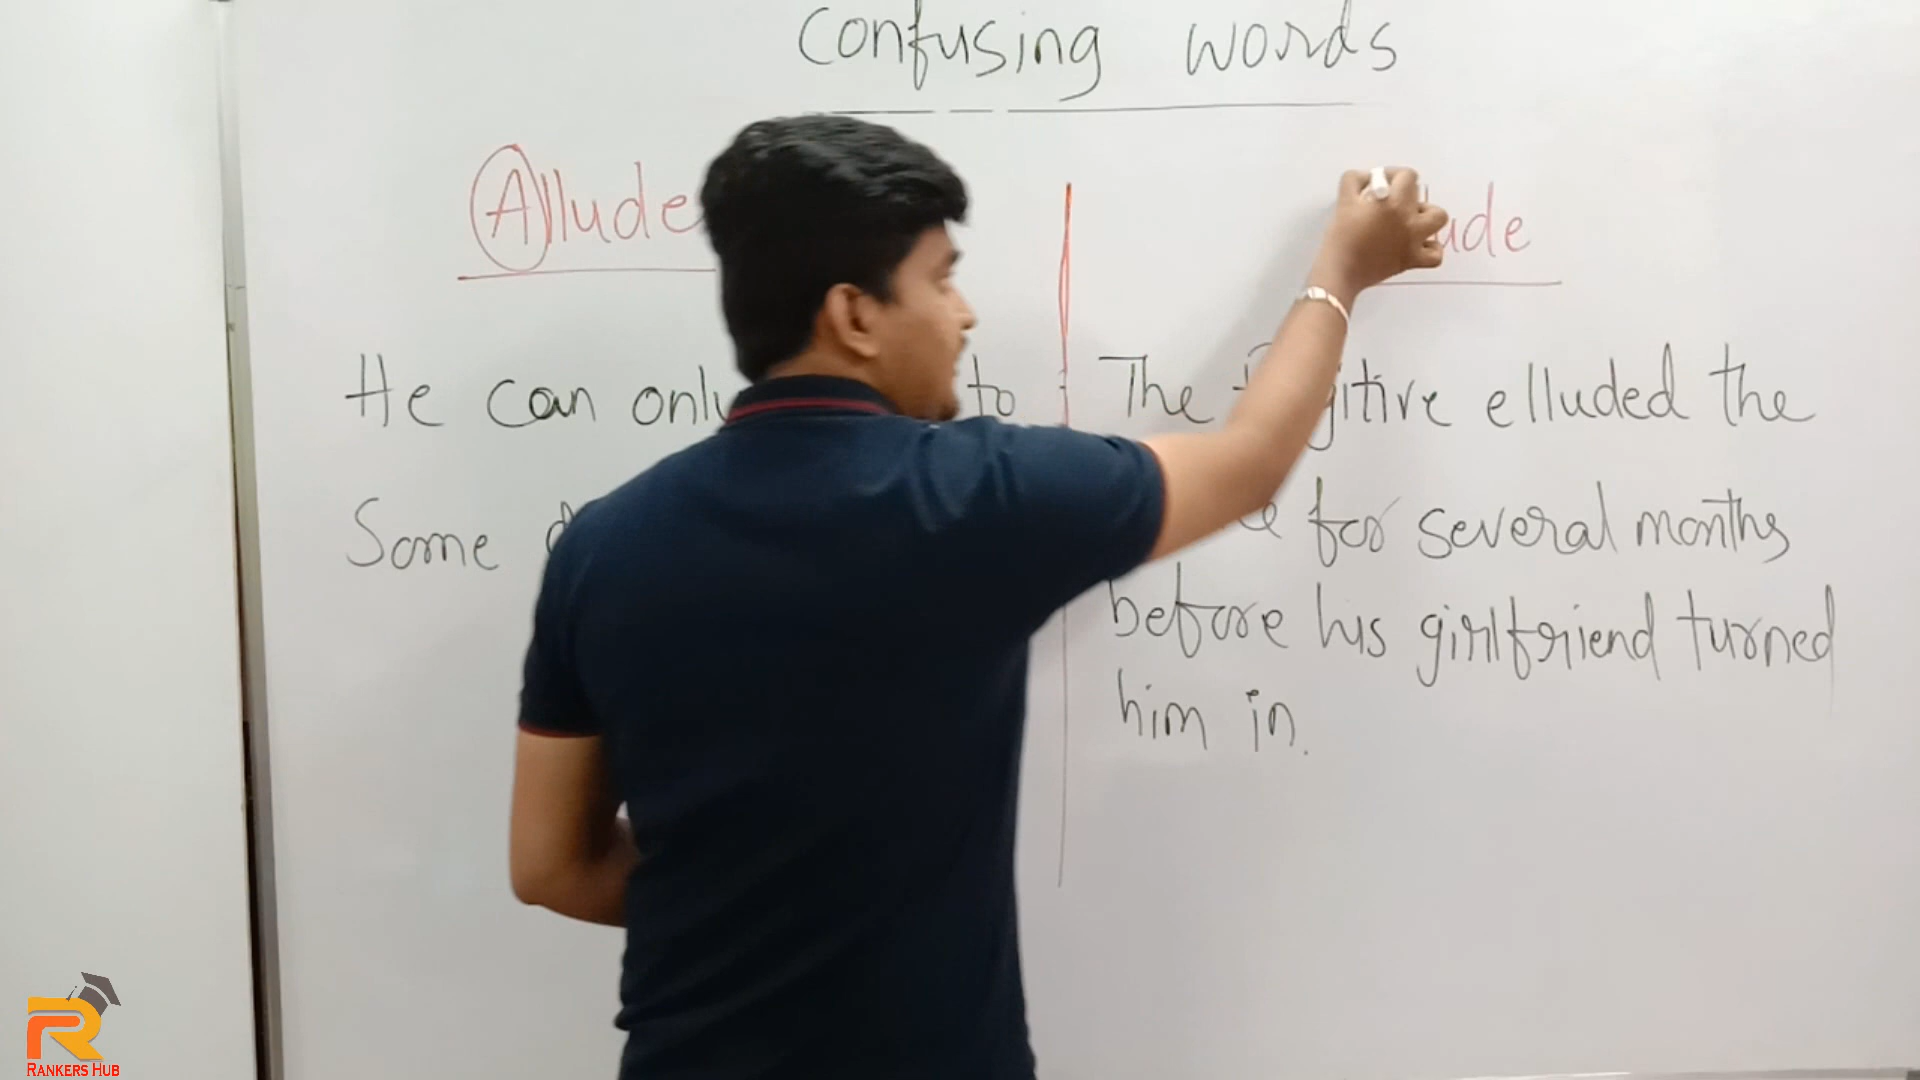 Confusing words
Allude
ude
He can only to
Some
The elluded the
for several months
before his girlfriend turned
him in.
RANKERS HUB